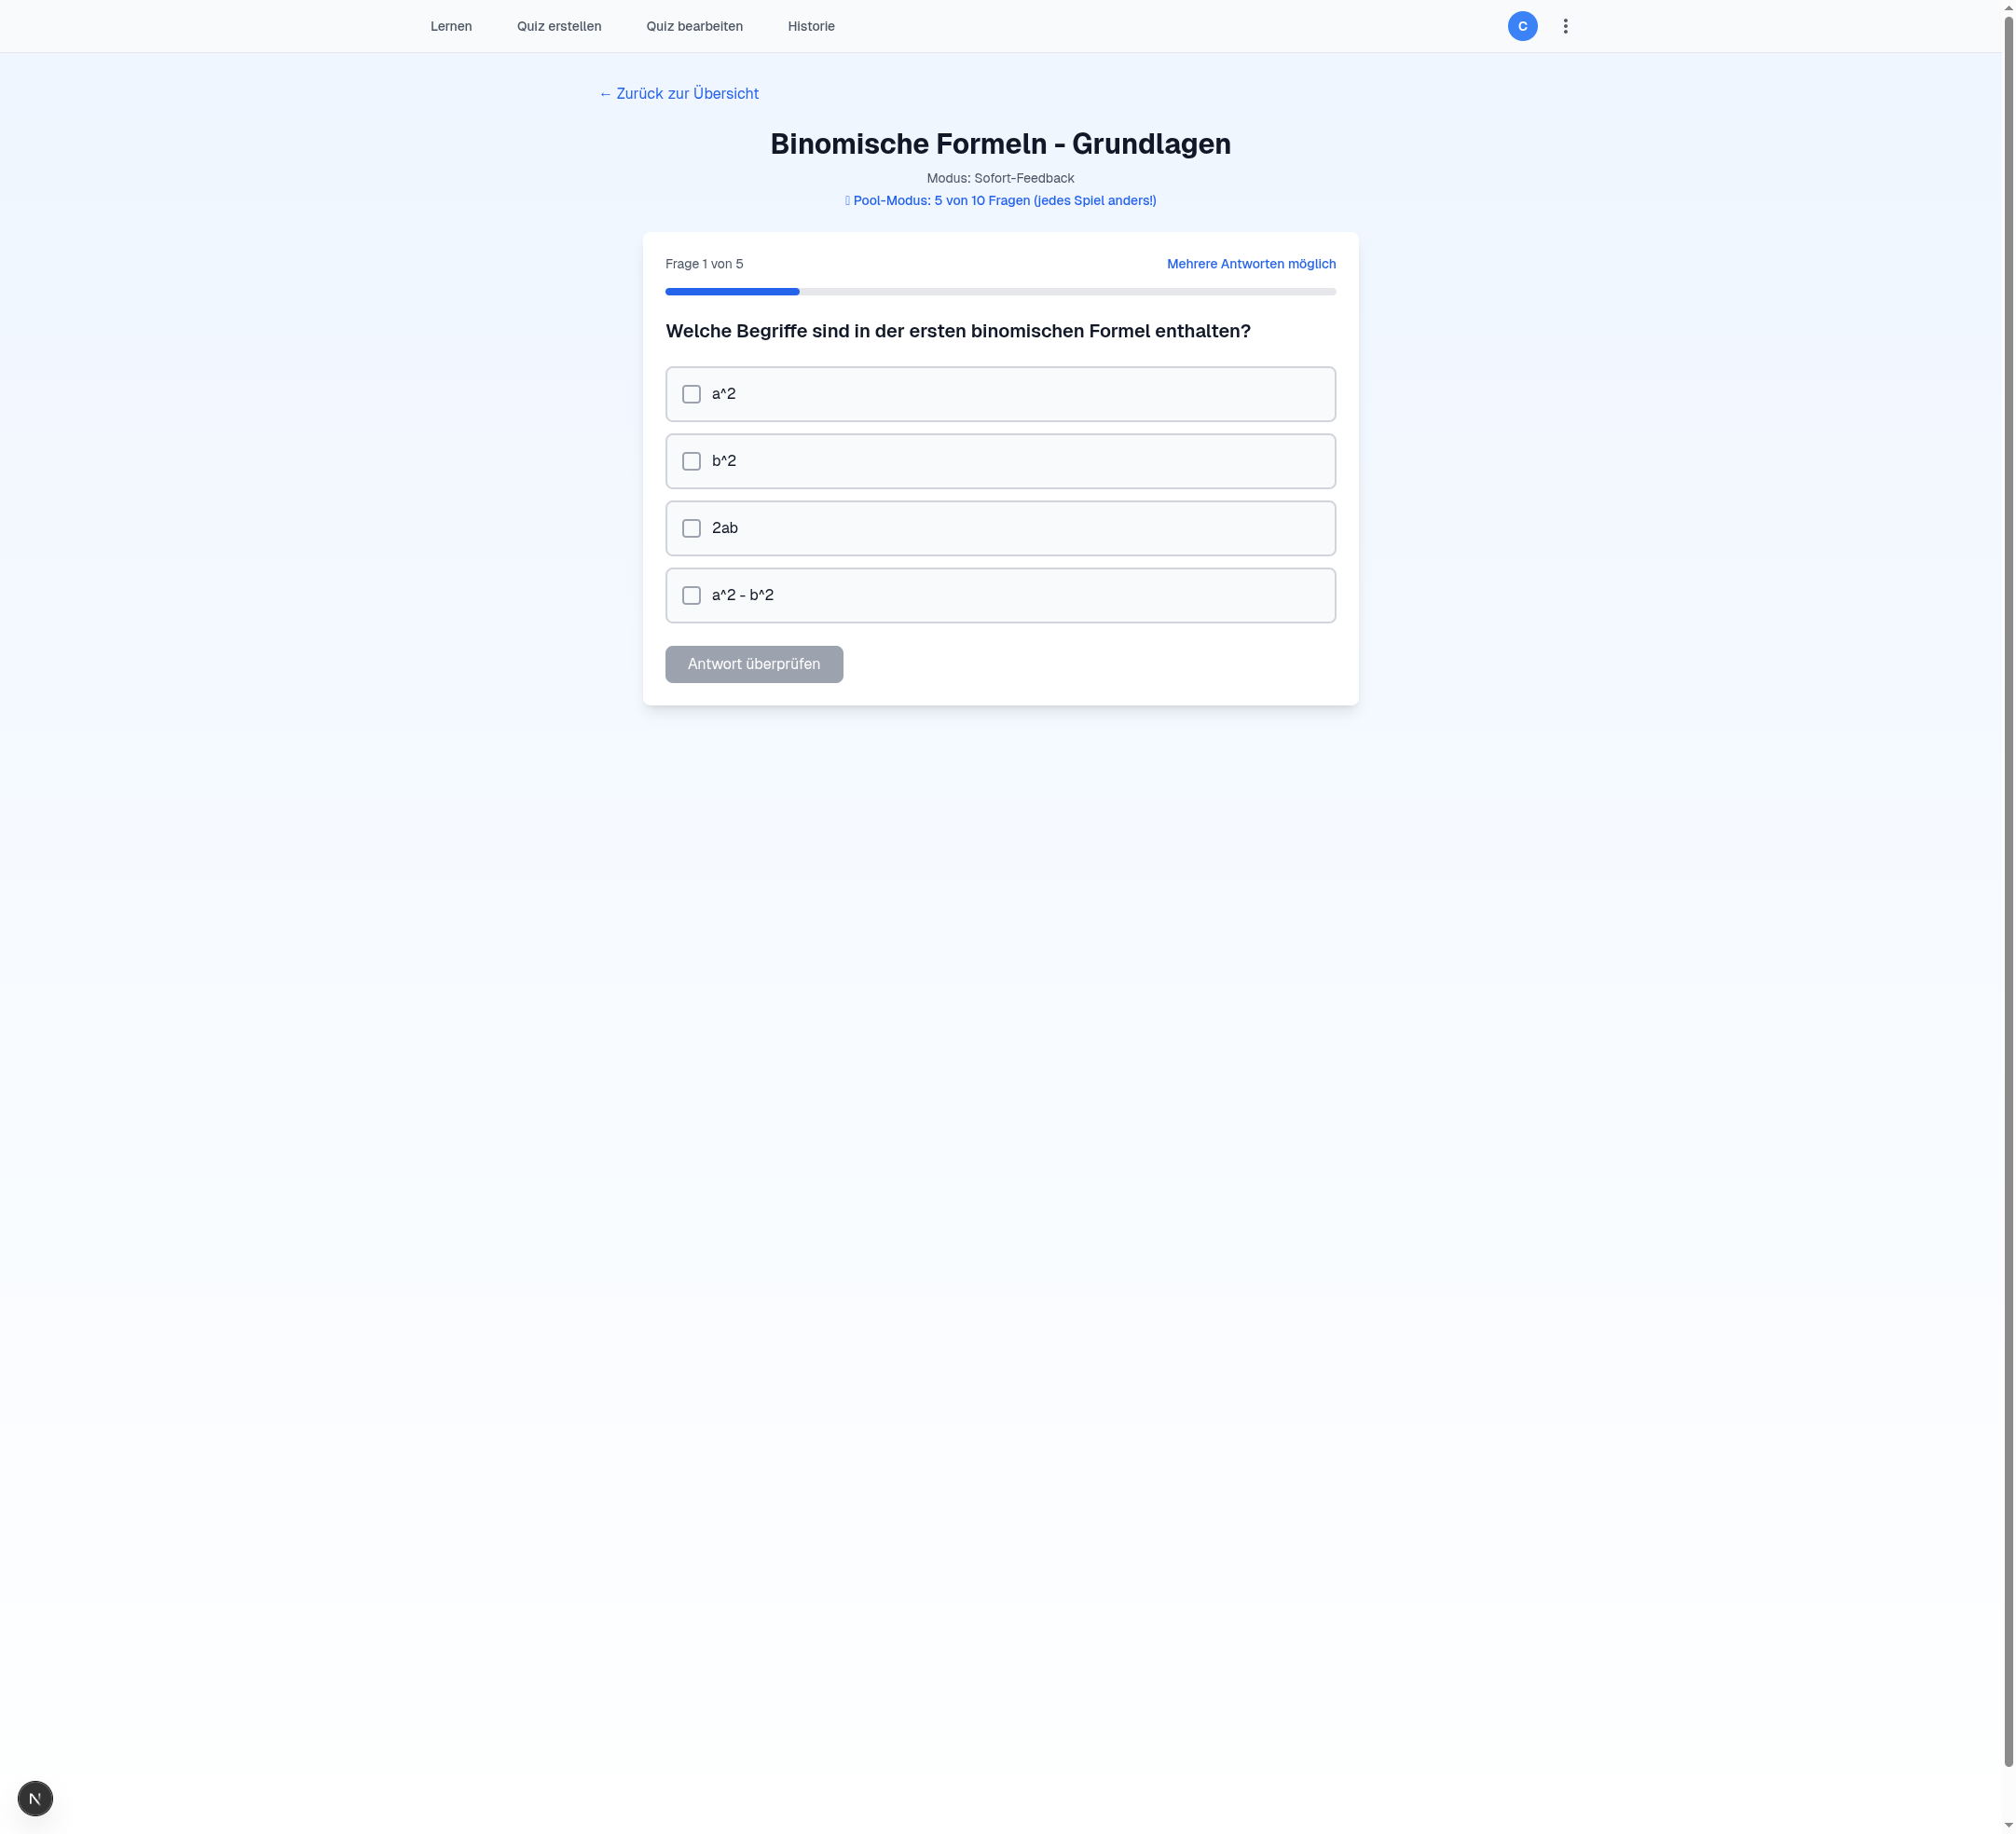 Lernen Quiz erstellen Quiz bearbeiten Historie C
← Zurück zur Übersicht
Binomische Formeln - Grundlagen
Modus: Sofort-Feedback
Pool-Modus: 5 von 10 Fragen (jedes Spiel anders!)
Frage 1 von 5 Mehrere Antworten möglich
Welche Begriffe sind in der ersten binomischen Formel enthalten?
a^2
b^2
2ab
a^2 - b^2
Antwort überprüfen
N